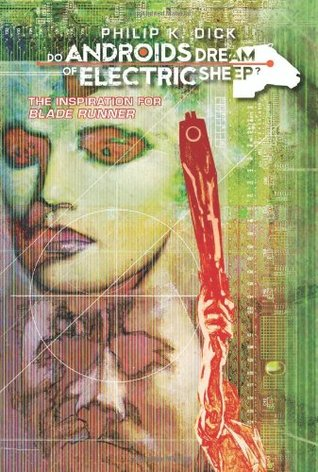 PHILIP K. DICK
DO ANDROIDS DREAM
OF ELECTRIC SHEEP?
THE INSPIRATION FOR
BLADE RUNNER